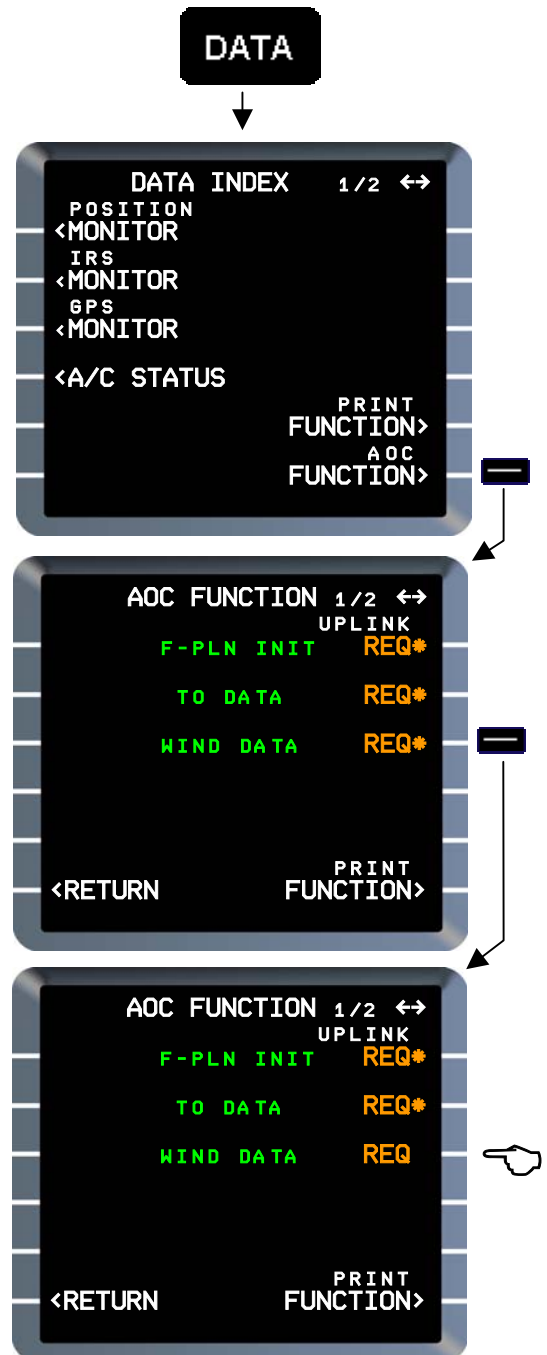 DATA
DATA INDEX 1/2 ←→
POSITION
<MONITOR
IRS
<MONITOR
GPS
<MONITOR
<A/C STATUS
PRINT
FUNCTION>
AOC
FUNCTION>
AOC FUNCTION 1/2 ←→
UPLINK
F-PLN INIT REQ*
TO DATA REQ*
WIND DATA REQ*
PRINT
<RETURN FUNCTION>
AOC FUNCTION 1/2 ←→
UPLINK
F-PLN INIT REQ*
TO DATA REQ*
WIND DATA REQ
PRINT
<RETURN FUNCTION>